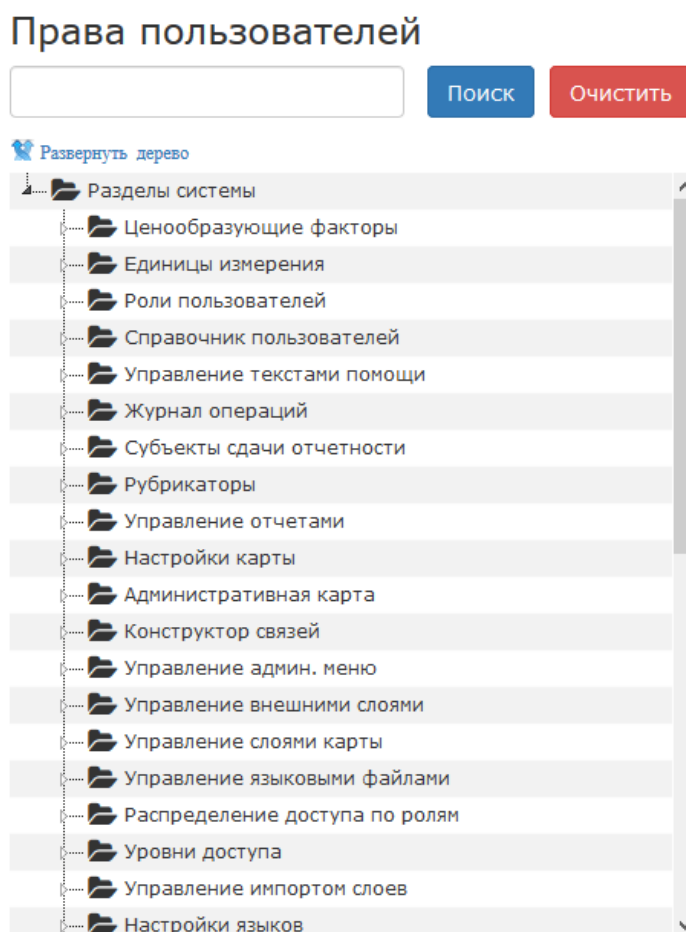 Права пользователей
Поиск Очистить
Развернуть дерево
Разделы системы
Ценообразующие факторы
Единицы измерения
Роли пользователей
Справочник пользователей
Управление текстами помощи
Журнал операций
Субъекты сдачи отчетности
Рубрикаторы
Управление отчетами
Настройки карты
Административная карта
Конструктор связей
Управление админ. меню
Управление внешними слоями
Управление слоями карты
Управление языковыми файлами
Распределение доступа по ролям
Уровни доступа
Управление импортом слоев
Настройки языков